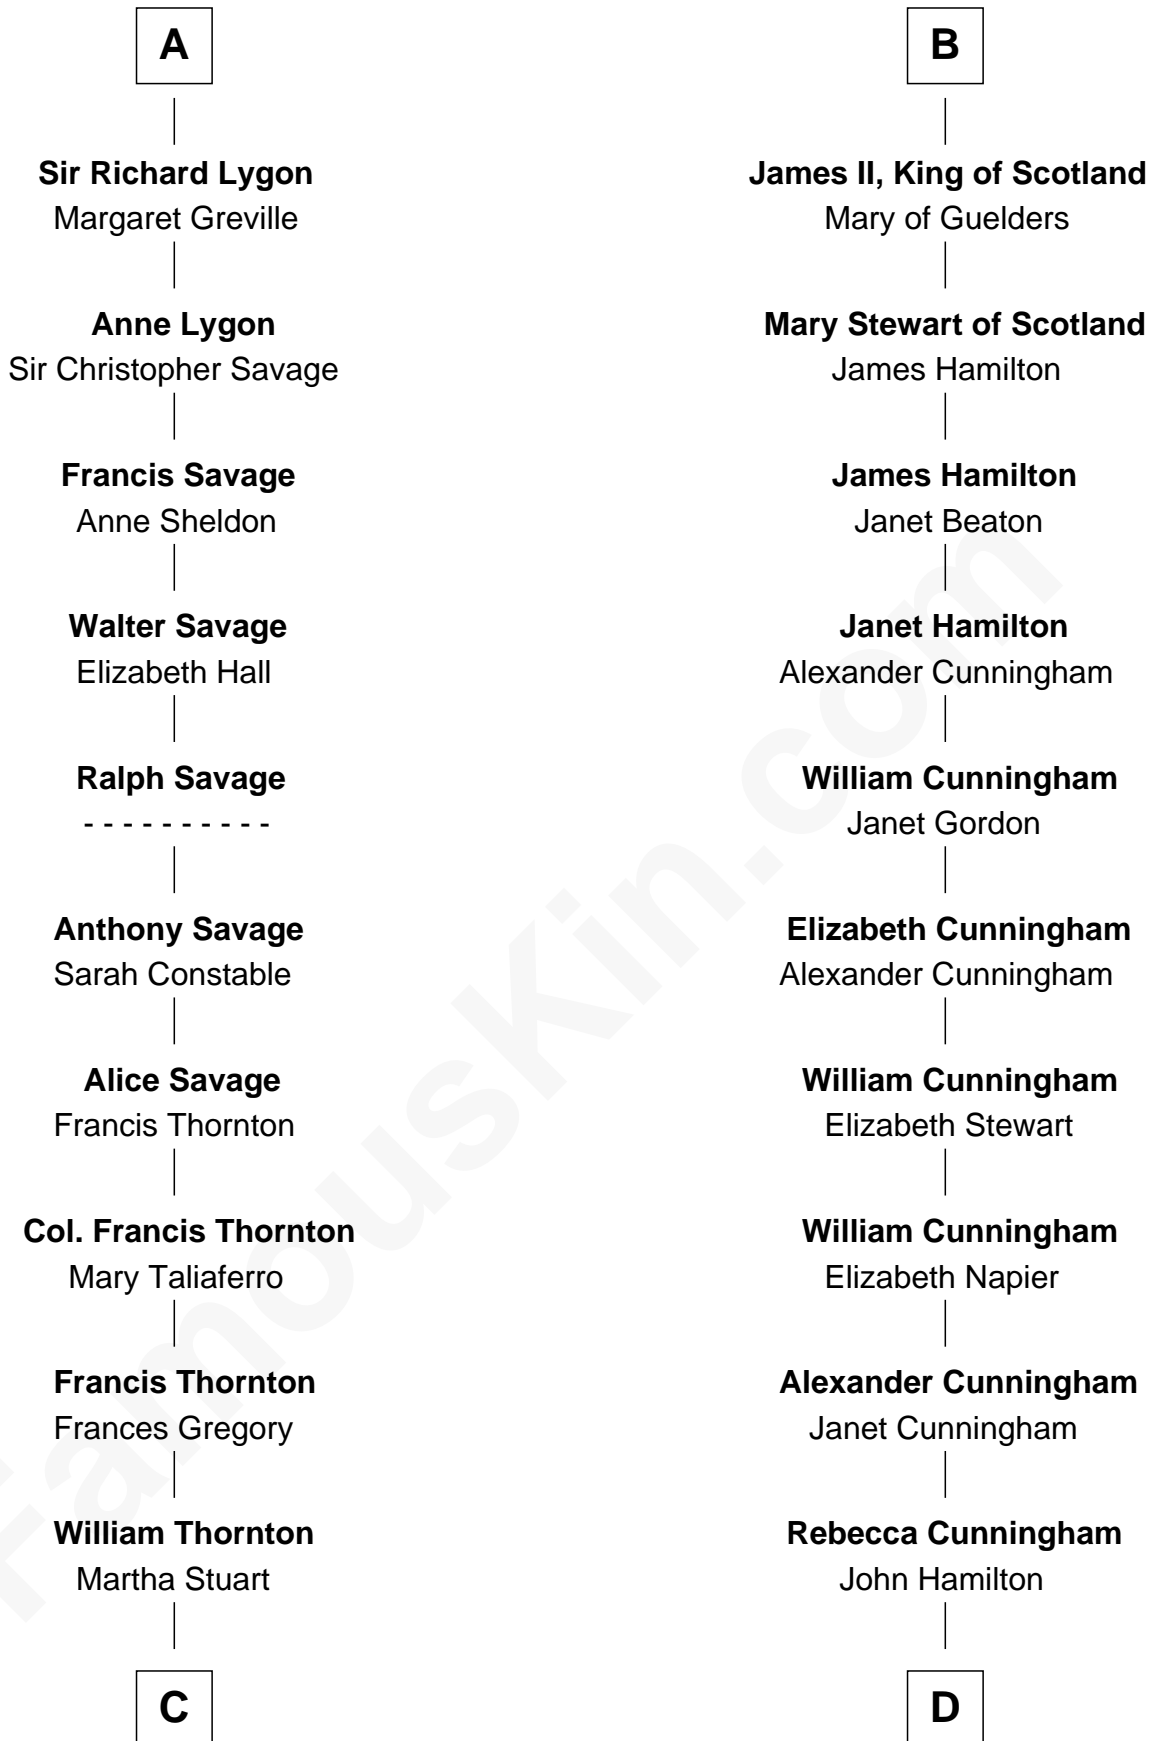 A
Sir Richard Lygon
Margaret Greville
Anne Lygon
Sir Christopher Savage
Francis Savage
Anne Sheldon
Walter Savage
Elizabeth Hall
Ralph Savage
- - - - - - - - - -
Anthony Savage
Sarah Constable
Alice Savage
Francis Thornton
Col. Francis Thornton
Mary Taliaferro
Francis Thornton
Frances Gregory
William Thornton
Martha Stuart
C
B
James II, King of Scotland
Mary of Guelders
Mary Stewart of Scotland
James Hamilton
James Hamilton
Janet Beaton
Janet Hamilton
Alexander Cunningham
William Cunningham
Janet Gordon
Elizabeth Cunningham
Alexander Cunningham
William Cunningham
Elizabeth Stewart
William Cunningham
Elizabeth Napier
Alexander Cunningham
Janet Cunningham
Rebecca Cunningham
John Hamilton
D
FamousKin.com